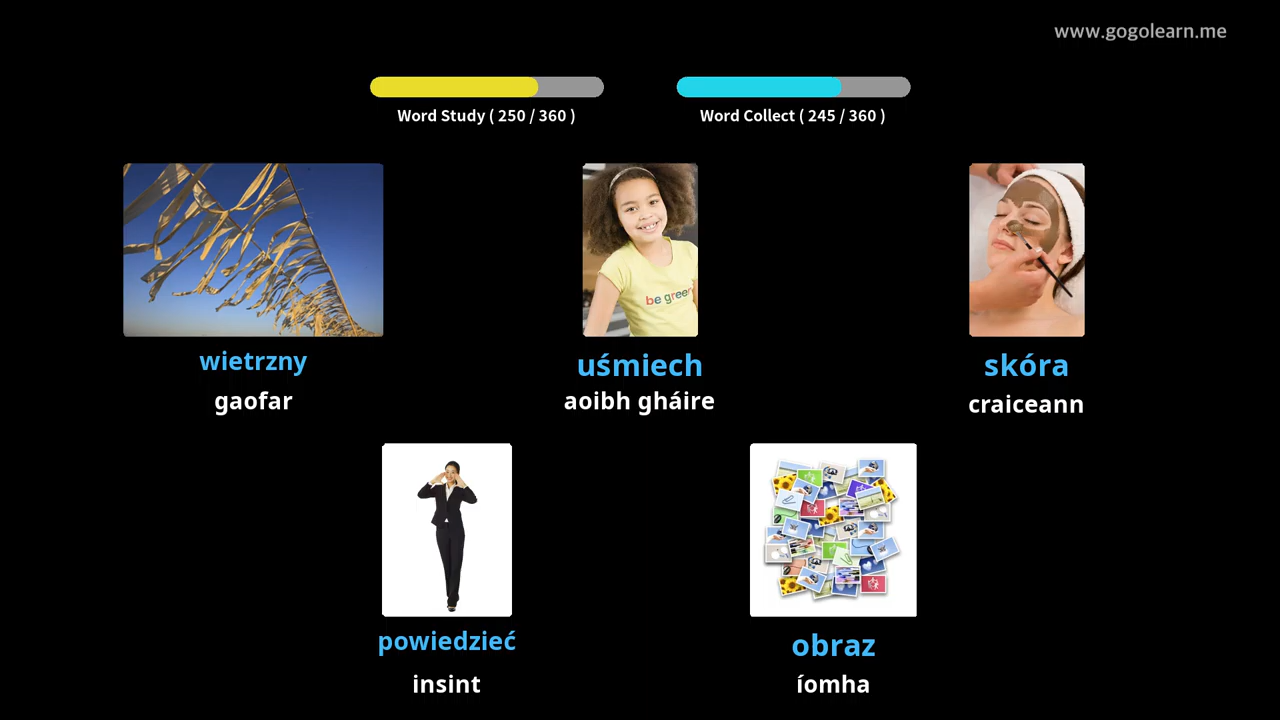 www.gogolearn.me
Word Study ( 250 / 360 )
Word Collect ( 245 / 360 )
be green
wietrzny
gaofar
uśmiech
aoibh gháire
skóra
craiceann
powiedzieć
insint
obraz
íomha